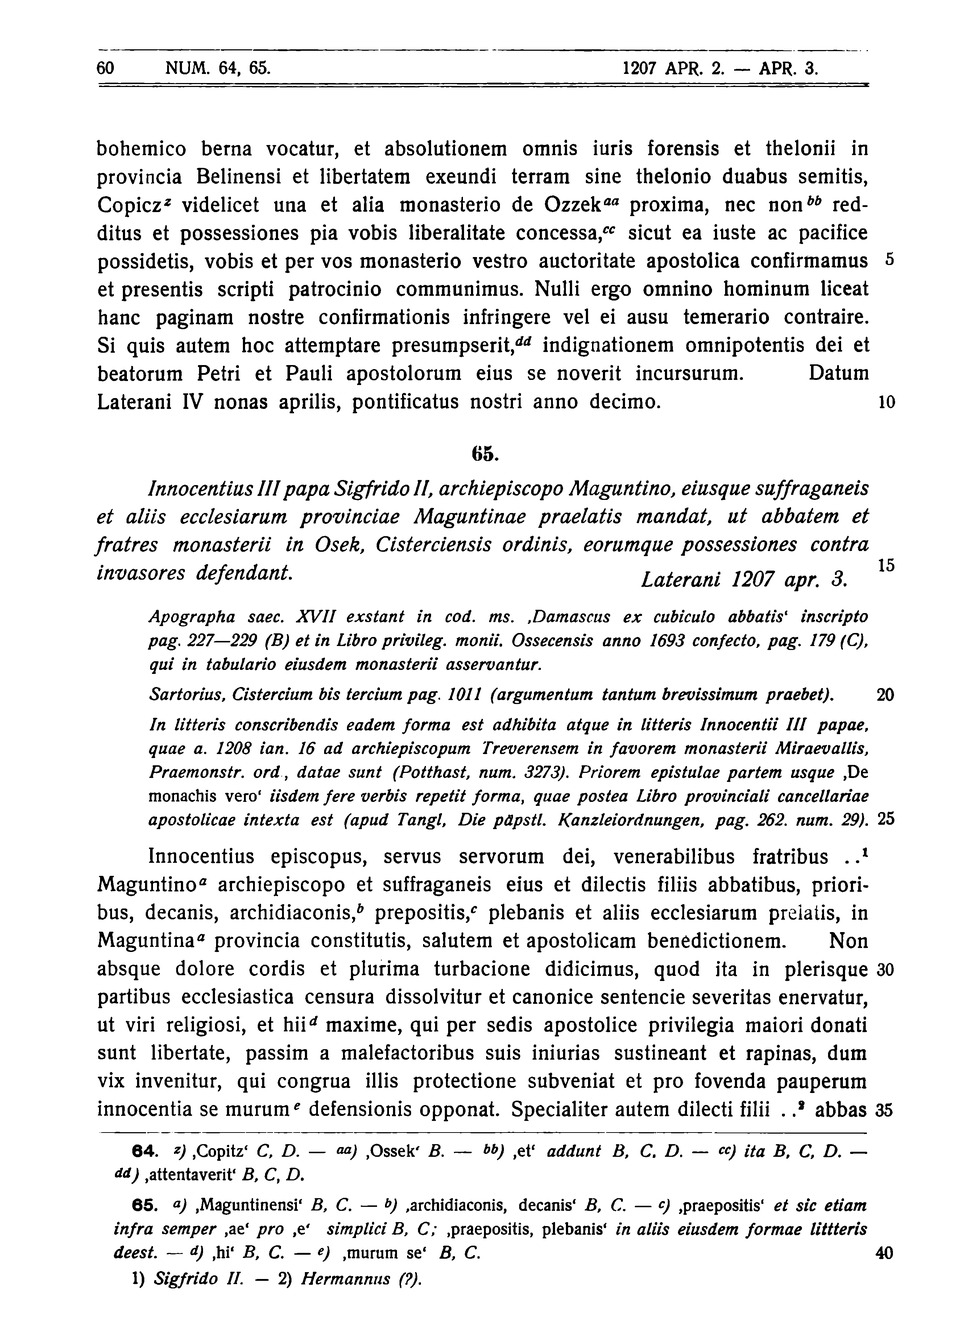 60 NUM. 64, 65. 1207 APR. 2. — APR. 3.
bohemico berna vocatur, et absolutionem omnis iuris forensis et thelonii in
provincia Belinensi et libertatem exeundi terram sine thelonio duabus semitis,
Copicz z videlicet una et alia monasterio de Ozzek aa proxima, nec non bb red-
ditus et possessiones pia vobis liberalitate concessa, cc sicut ea iuste ac pacifice
possidetis, vobis et per vos monasterio vestro auctoritate apostolica confirmamus 5
et presentis scripti patrocinio communimus. Nulli ergo omnino hominum liceat
hanc paginam nostre confirmationis infringere vel ei ausu temerario contraire.
Si quis autem hoc attemptare presumpserit, dd indignationem omnipotentis dei et
beatorum Petri et Pauli apostolorum eius se noverit incursurum. Datum
Laterani IV nonas aprilis, pontificatus nostri anno decimo. 10
65.
Innocentius III papa Sigfrido II, archiepiscopo Maguntino, eiusque suffraganeis
et aliis ecclesiarum provinciae Maguntinae praelatis mandat, ut abbatem et
fratres monasterii in Osek, Cisterciensis ordinis, eorumque possessiones contra
invasores defendant. Laterani 1207 apr. 3. 15
Apographa saec. XVII exstant in cod. ms. ‚Damascus ex cubiculo abbatis‘ inscripto
pag. 227—229 (B) et in Libro privileg. monii. Ossecensis anno 1693 confecto, pag. 179 (C),
qui in tabulario eiusdem monasterii asservantur.
Sartorius, Cistercium bis tercium pag. 1011 (argumentum tantum brevissimum praebet). 20
In litteris conscribendis eadem forma est adhibita atque in litteris Innocentii III papae,
quae a. 1208 ian. 16 ad archiepiscopum Treverensem in favorem monasterii Miraevallis,
Praemonstr. ord., datae sunt (Potthast, num. 3273). Priorem epistulae partem usque ‚De
monachis vero‘ iisdem fere verbis repetit forma, quae postea Libro provinciali cancellariae
apostolicae intexta est (apud Tangl, Die päpstl. Kanzleiordnungen, pag. 262. num. 29). 25
Innocentius episcopus, servus servorum dei, venerabilibus fratribus . . 1
Maguntino a archiepiscopo et suffraganeis eius et dilectis filiis abbatibus, priori-
bus, decanis, archidiaconis, b prepositis, c plebanis et aliis ecclesiarum prelatis, in
Maguntina a provincia constitutis, salutem et apostolicam benedictionem. Non
absque dolore cordis et plurima turbacione didicimus, quod ita in plerisque 30
partibus ecclesiastica censura dissolvitur et canonice sentencie severitas enervatur,
ut viri religiosi, et hii d maxime, qui per sedis apostolice privilegia maiori donati
sunt libertate, passim a malefactoribus suis iniurias sustineant et rapinas, dum
vix invenitur, qui congrua illis protectione subveniat et pro fovenda pauperum
innocentia se murum e defensionis opponat. Specialiter autem dilecti filii . . 2 abbas 35
64. z) ‚Copitz‘ C, D. — aa) ‚Ossek‘ B. — bb) ‚et‘ addunt B, C, D. — cc) ita B, C, D. —
dd) ‚attentaverit‘ B, C, D.
65. a) ‚Maguntinensi‘ B, C. — b) ‚archidiaconis, decanis‘ B, C. — c) ‚praepositis‘ et sic etiam
infra semper ‚ae‘ pro ‚e‘ simplici B, C; ‚praepositis, plebanis‘ in aliis eiusdem formae littteris
deest. — d) ‚hi‘ B, C. — e) ‚murum se‘ B, C. 40
1) Sigfrido II. — 2) Hermannus (?).